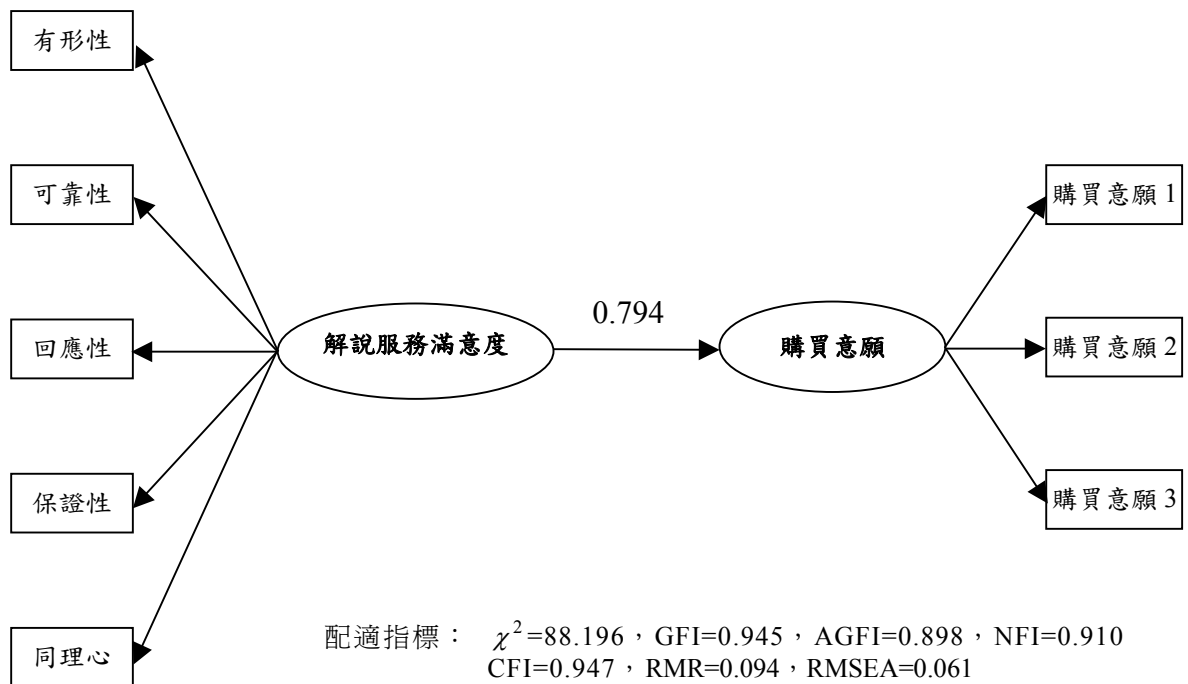 有形性
可靠性
回應性
保證性
同理心
解說服務滿意度
0.794
購買意願
購買意願 1
購買意願 2
購買意願 3
配適指標： χ²=88.196，GFI=0.945，AGFI=0.898，NFI=0.910
CFI=0.947，RMR=0.094，RMSEA=0.061